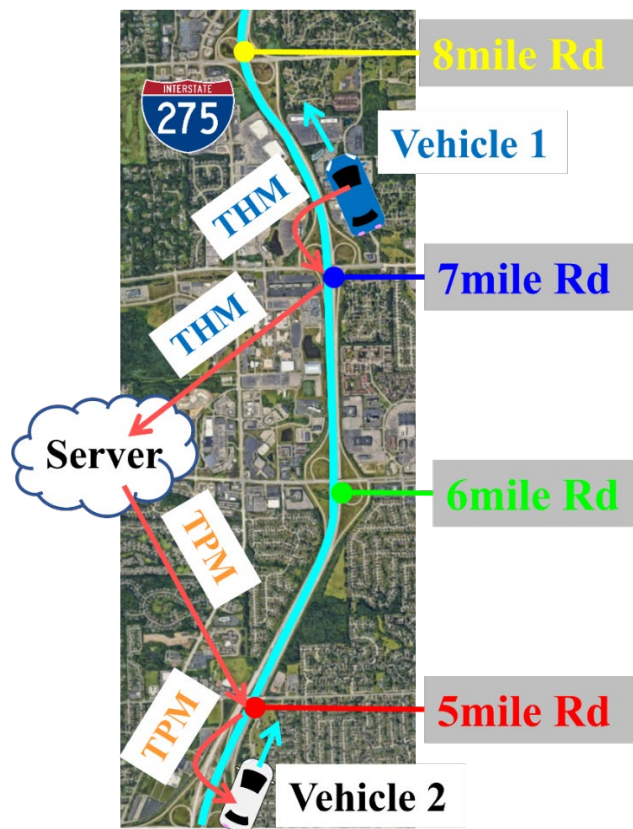 8mile Rd
INTERSTATE
275
Vehicle 1
THM
7mile Rd
THM
Server
6mile Rd
TPM
5mile Rd
TPM
Vehicle 2